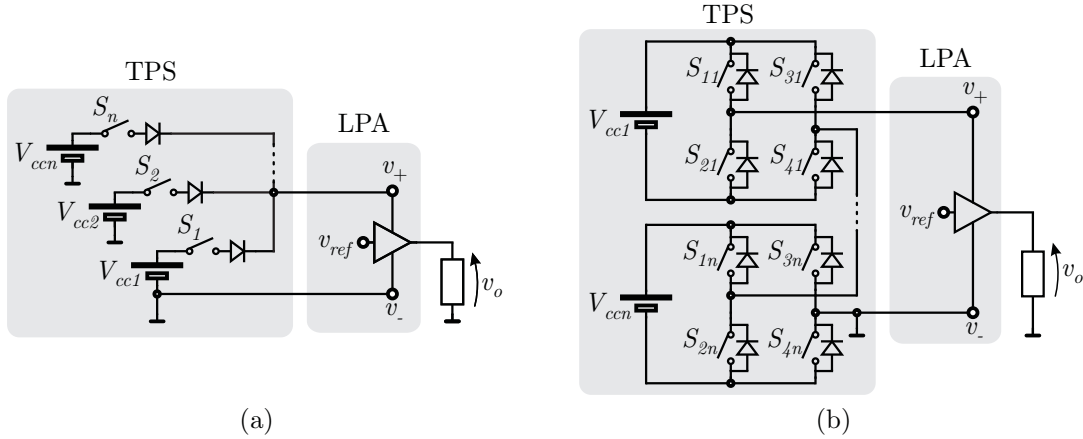 TPS
LPA
S_n
V_ccn
S_2
V_cc2
S_1
V_cc1
v_+
v_ref
v_-
v_o
(a)
TPS
LPA
S_11
S_31
V_cc1
S_21
S_41
S_1n
S_3n
V_ccn
S_2n
S_4n
v_+
v_ref
v_-
v_o
(b)